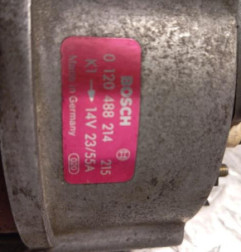 BOSCH
0 120 488 214 215
K1 → 14V 23/55A
Made in Germany